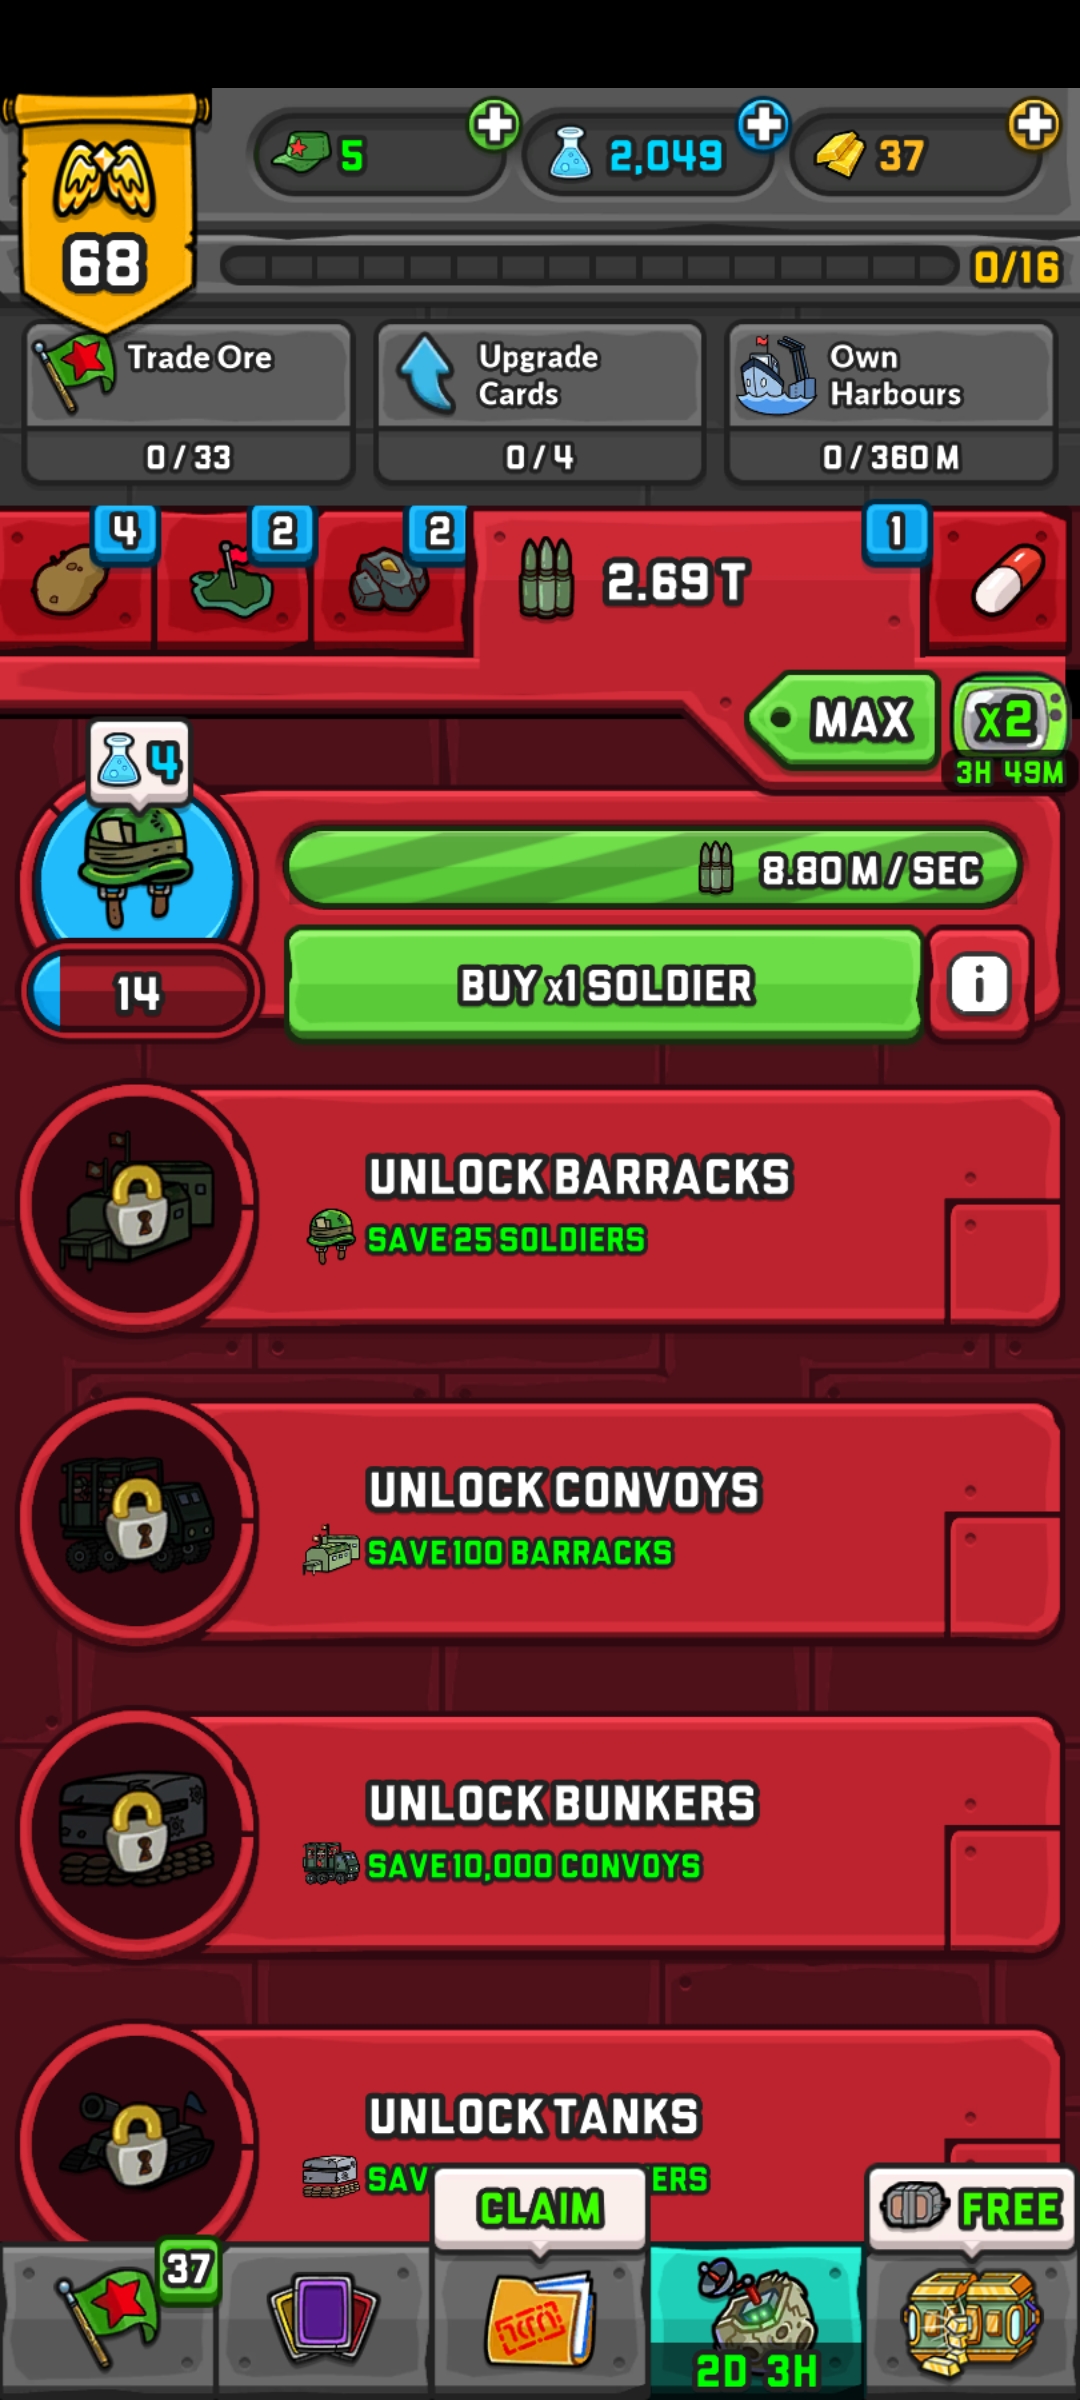 5
2,049
37
68
0/16
Trade Ore
0/33
Upgrade
Cards
0/4
Own
Harbours
0/360 M
4
2
2
2.69 T
1
MAX
x2
3H 49M
4
8.80 M / SEC
14
BUY x1 SOLDIER
i
UNLOCK BARRACKS
SAVE 25 SOLDIERS
UNLOCK CONVOYS
SAVE 100 BARRACKS
UNLOCK BUNKERS
SAVE 10,000 CONVOYS
UNLOCK TANKS
CLAIM
FREE
37
2D 3H